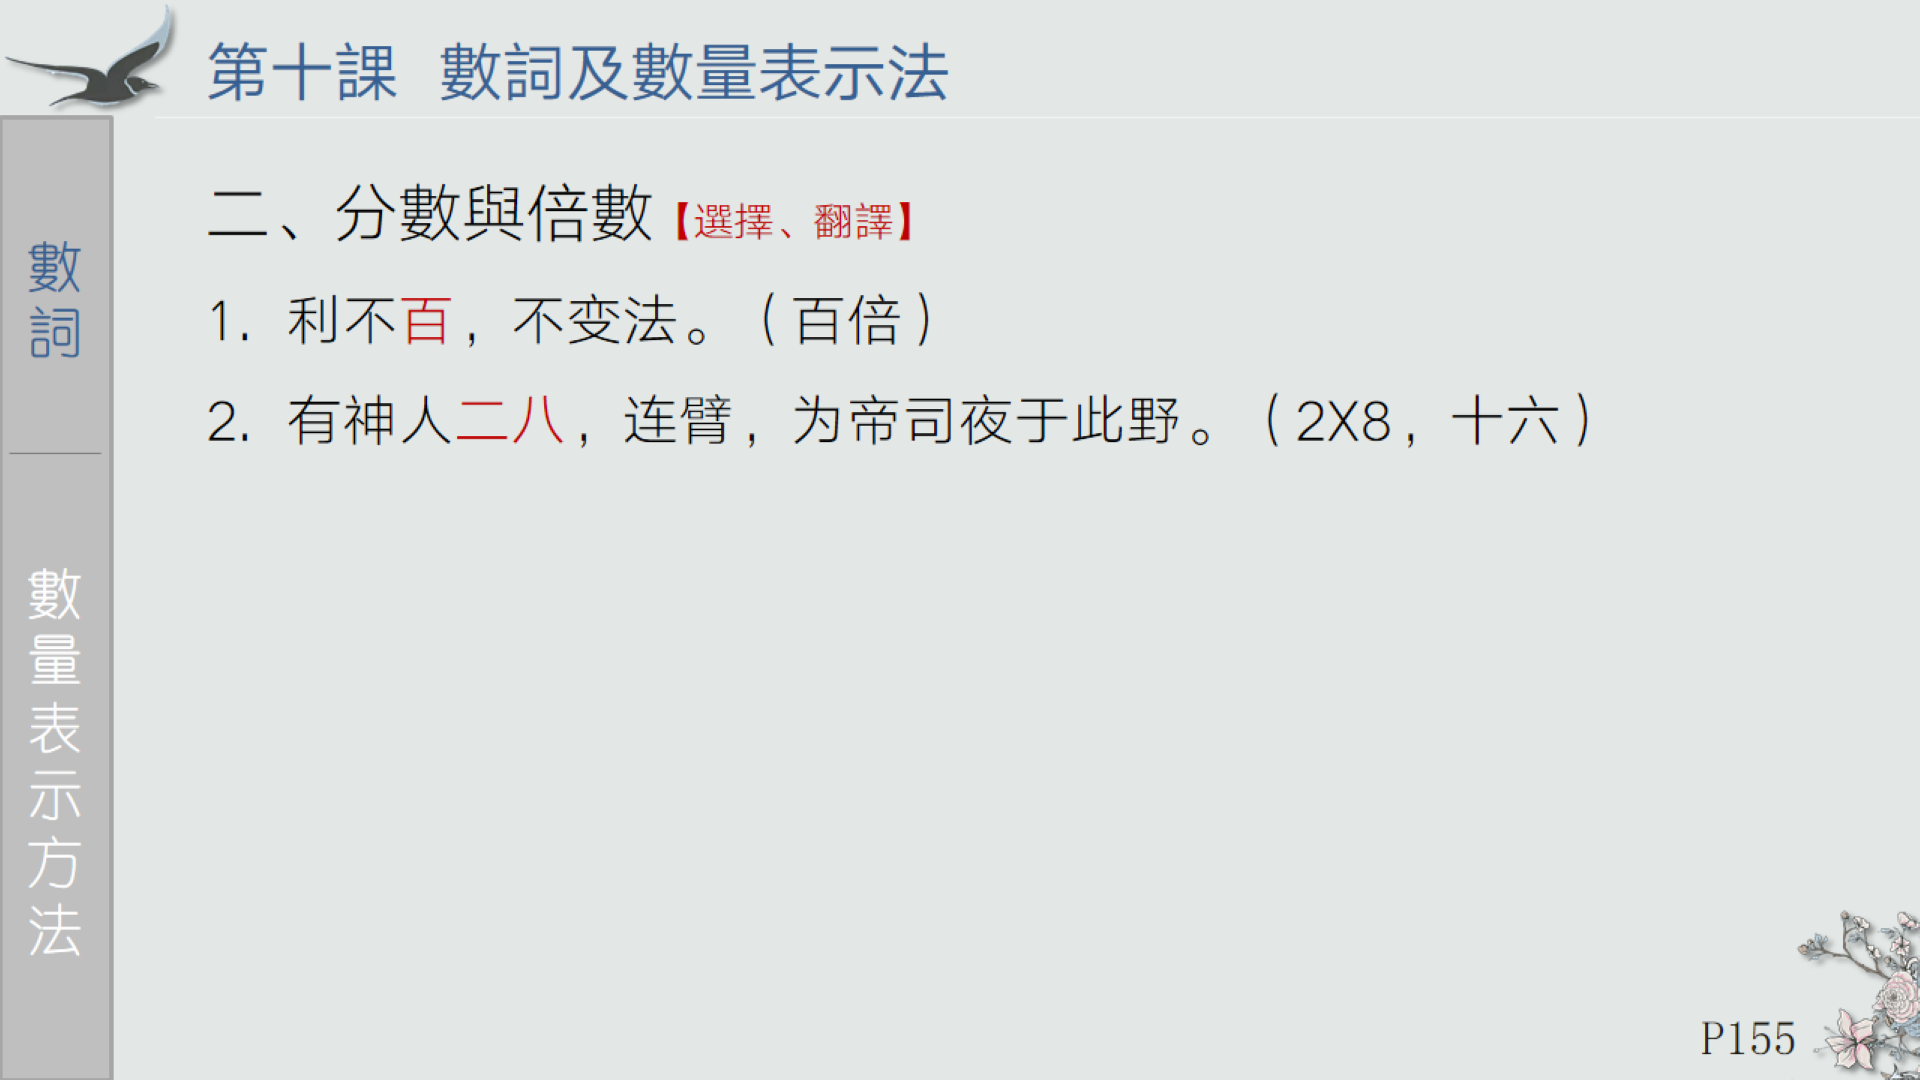 第十課 數詞及數量表示法
數詞
數量表示方法
二、分數與倍數【選擇、翻譯】
1. 利不百，不变法。（百倍）
2. 有神人二八，连臂，为帝司夜于此野。（2X8，十六）
P155